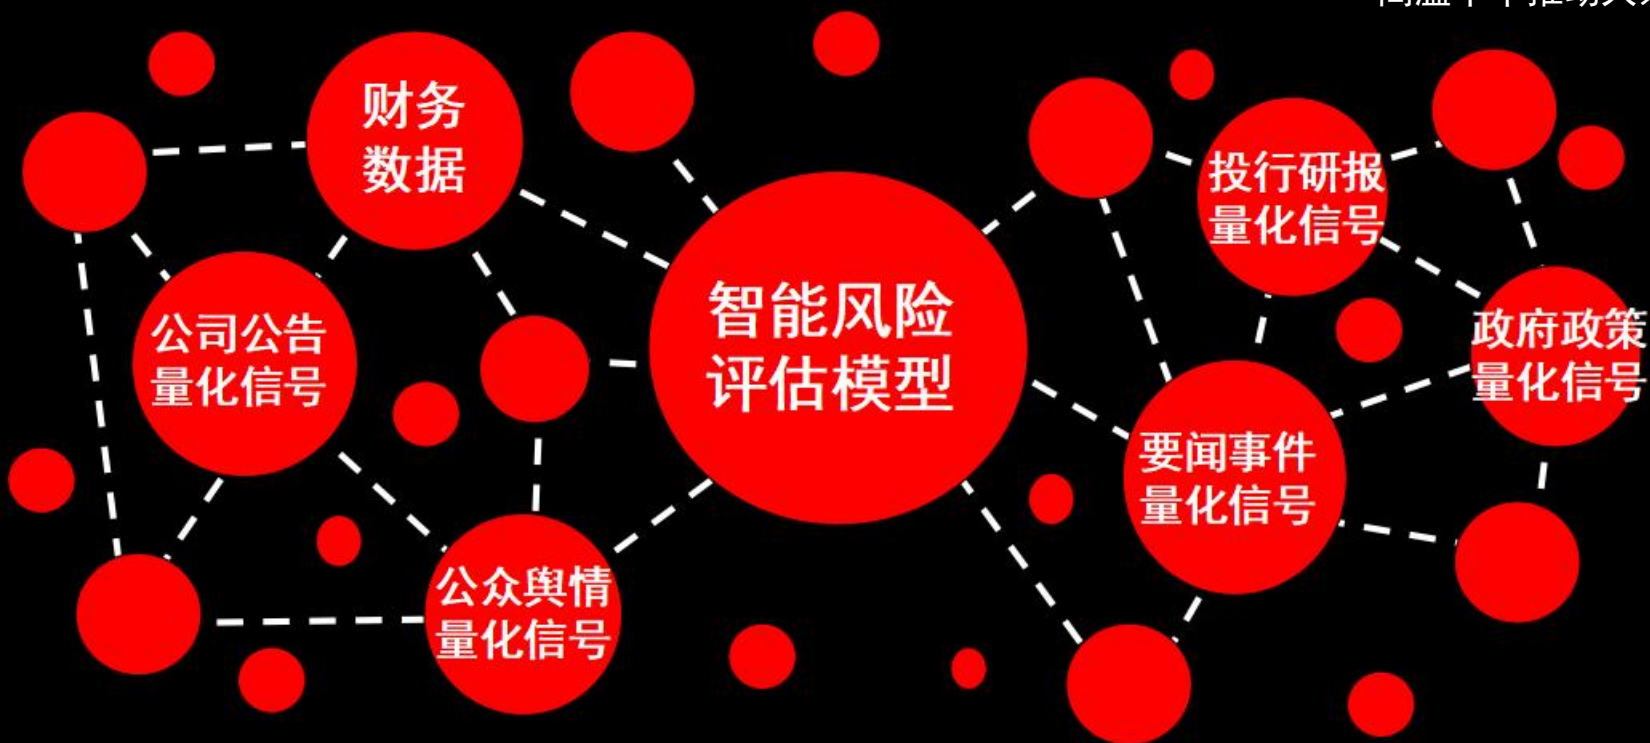 财务
数据
公司公告
量化信号
公众舆情
量化信号
智能风险
评估模型
投行研报
量化信号
政府政策
量化信号
要闻事件
量化信号